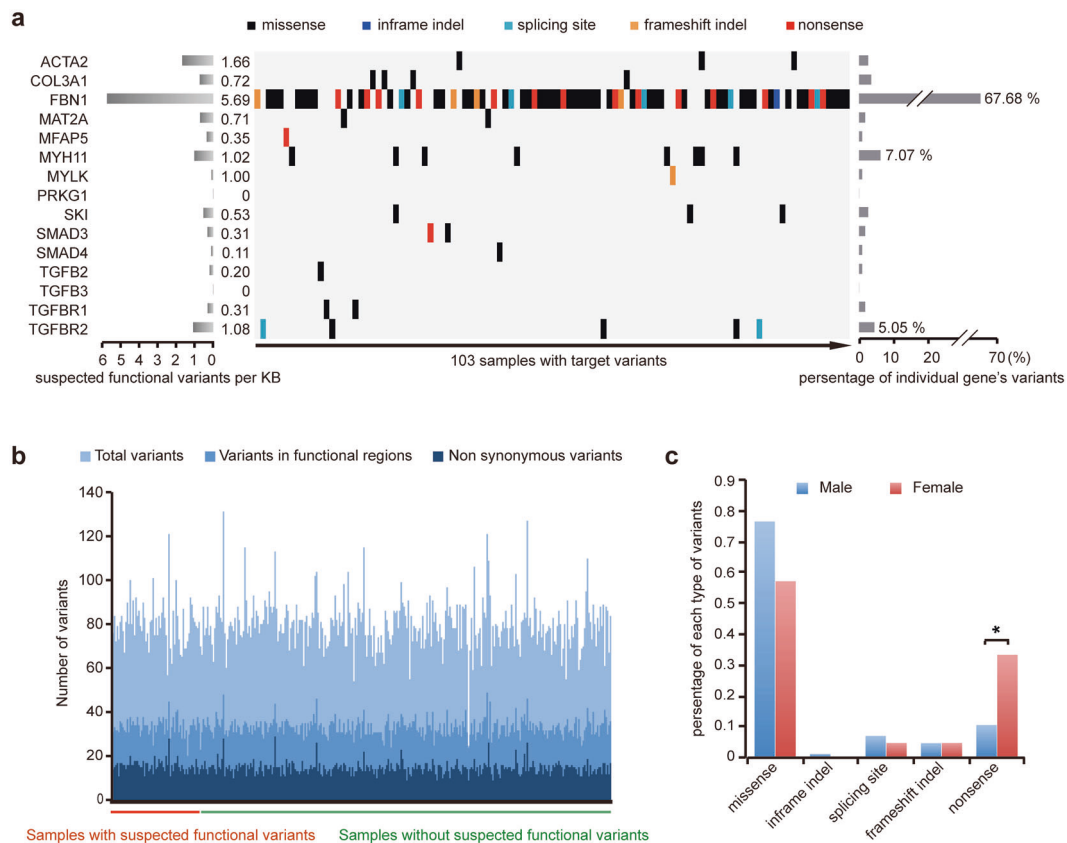 a
missense inframe indel splicing site frameshift indel nonsense
ACTA2 1.66
COL3A1 0.72
FBN1 5.69 67.68 %
MAT2A 0.71
MFAP5 0.35
MYH11 1.02 7.07 %
MYLK 1.00
PRKG1 0
SKI 0.53
SMAD3 0.31
SMAD4 0.11
TGFB2 0.20
TGFB3 0
TGFBR1 0.31
TGFBR2 1.08 5.05 %
6 5 4 3 2 1 0 103 samples with target variants 0 10 20 70 (%)
suspected functional variants per KB persentage of individual gene's variants
b
Total variants Variants in functional regions Non synonymous variants
Number of variants
140
120
100
80
60
40
20
0
Samples with suspected functional variants Samples without suspected functional variants
c
Male Female
persentage of each type of variants
0.9
0.8
0.7
0.6
0.5
0.4
0.3
0.2
0.1
0
*
missense inframe indel splicing site frameshift indel nonsense